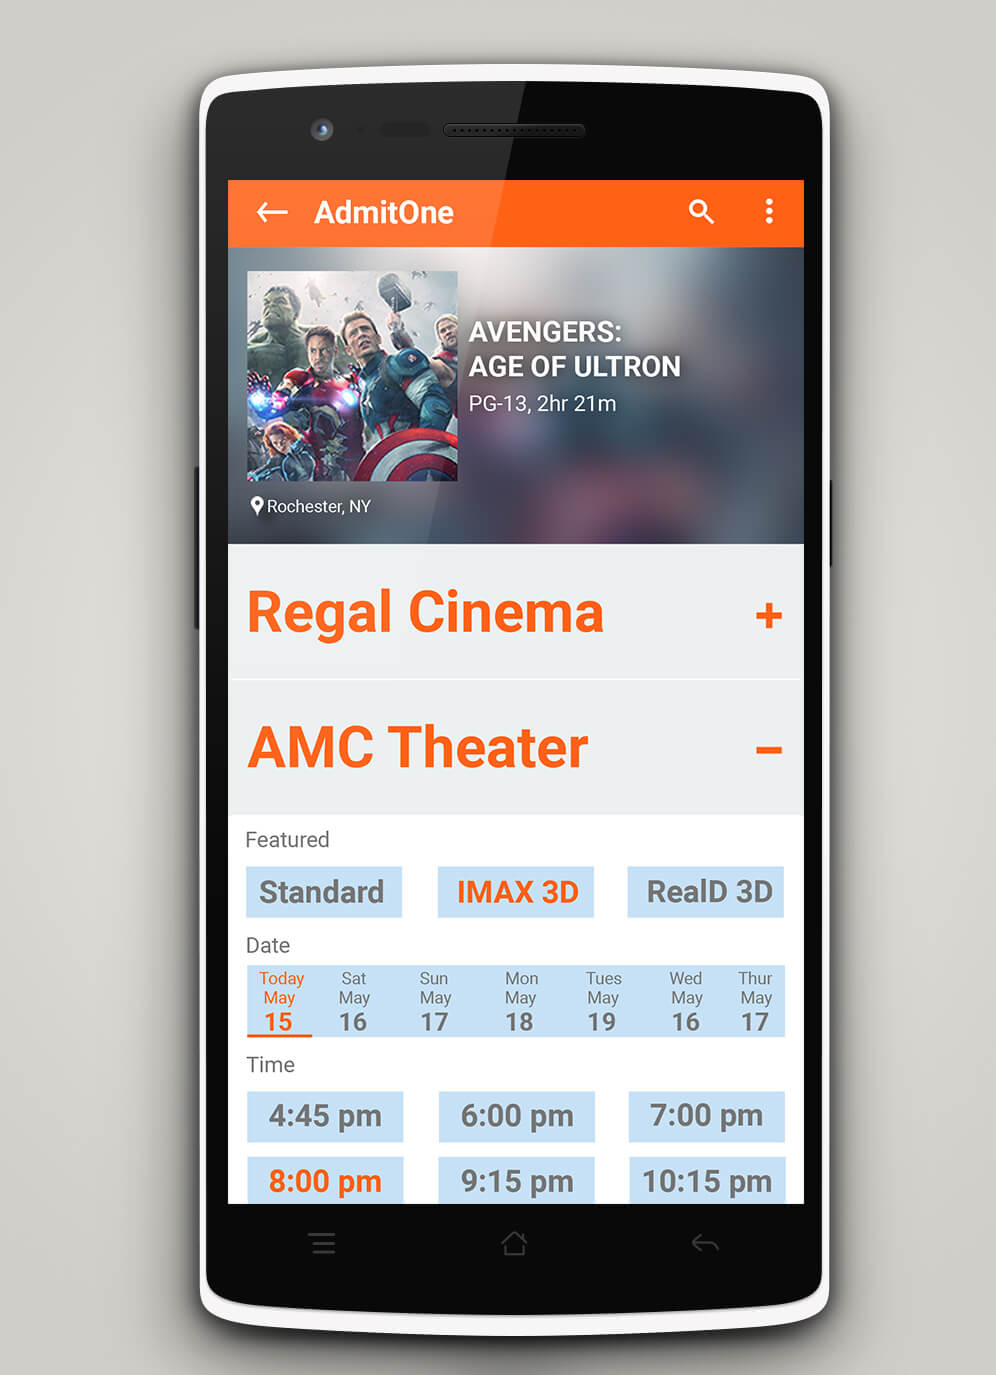 AdmitOne
AVENGERS:
AGE OF ULTRON
PG-13, 2hr 21m
Rochester, NY
Regal Cinema +
AMC Theater −
Featured
Standard IMAX 3D RealD 3D
Date
Today Sat Sun Mon Tues Wed Thur
May May May May May May May
15 16 17 18 19 16 17
Time
4:45 pm 6:00 pm 7:00 pm
8:00 pm 9:15 pm 10:15 pm